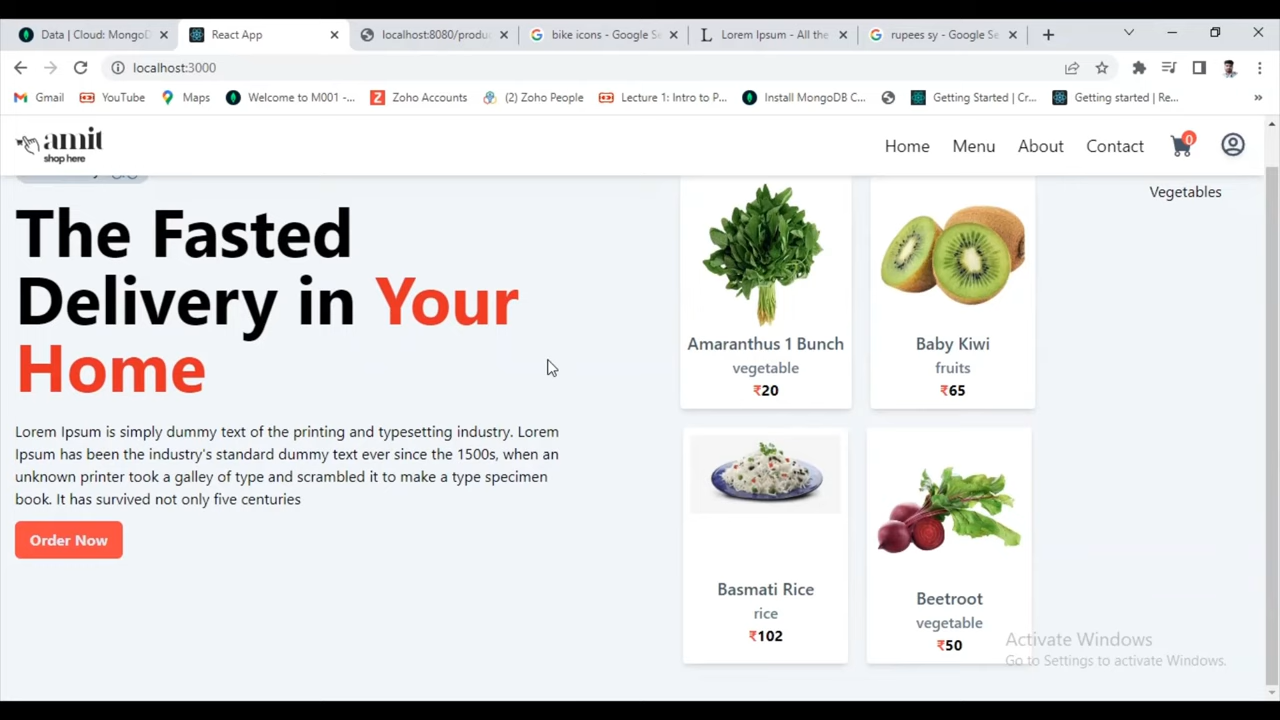 Data | Cloud: MongoD
React App
localhost:8080/produ
bike icons - Google Se
Lorem Ipsum - All the
rupees sy - Google Se
localhost:3000
Gmail
YouTube
Maps
Welcome to M001 -...
Zoho Accounts
(2) Zoho People
Lecture 1: Intro to P...
Install MongoDB C...
Getting Started | Cr...
Getting started | Re...
amit
shop here
Home
Menu
About
Contact
0
The Fasted
Delivery in Your
Home
Lorem Ipsum is simply dummy text of the printing and typesetting industry. Lorem
Ipsum has been the industry's standard dummy text ever since the 1500s, when an
unknown printer took a galley of type and scrambled it to make a type specimen
book. It has survived not only five centuries
Order Now
Amaranthus 1 Bunch
vegetable
₹20
Baby Kiwi
fruits
₹65
Basmati Rice
rice
₹102
Beetroot
vegetable
₹50
Vegetables
Activate Windows
Go to Settings to activate Windows.